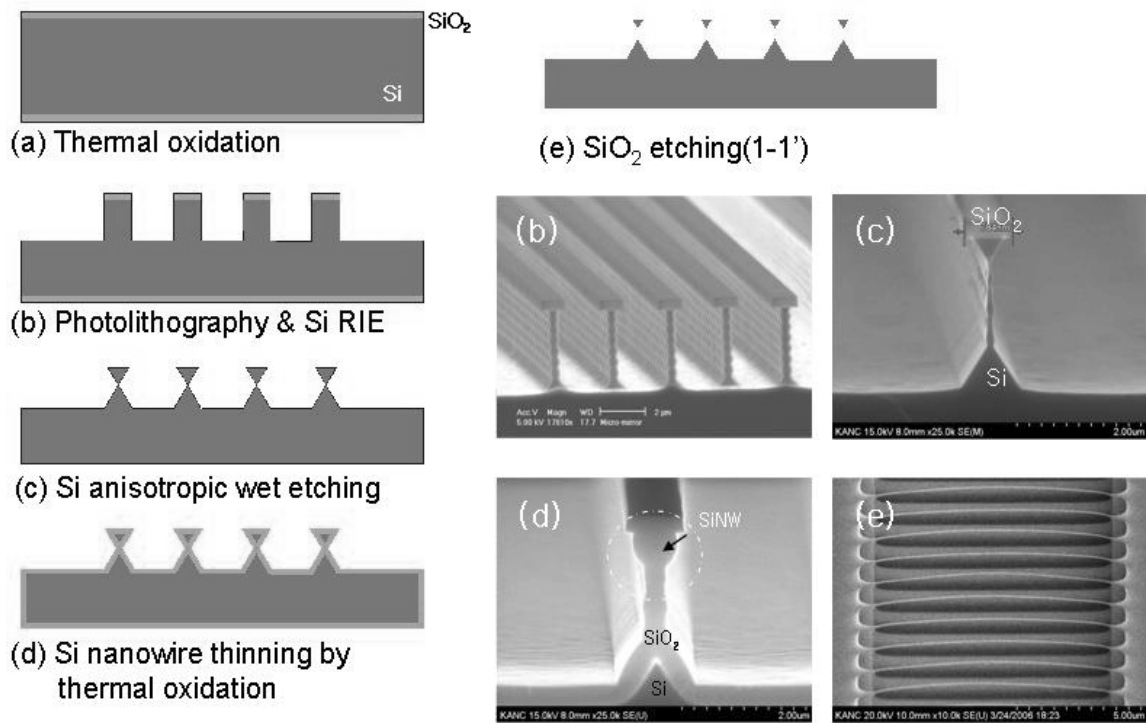 SiO2
Si
(a) Thermal oxidation
(b) Photolithography & Si RIE
(c) Si anisotropic wet etching
(d) Si nanowire thinning by
thermal oxidation
(e) SiO2 etching(1-1’)
(b)
Acc.V Magn WD 2 µm
5.00 kV 17810x 17.7 Micro-mirror
(c)
SiO2
Si
KANC 15.0kV 8.0mm x25.0k SE(M) 2.00um
(d)
SiNW
SiO2
Si
KANC 15.0kV 8.0mm x25.0k SE(U) 2.00um
(e)
KANC 20.0kV 10.0mm x10.0k SE(U) 3/24/2006 18:23 5.00um